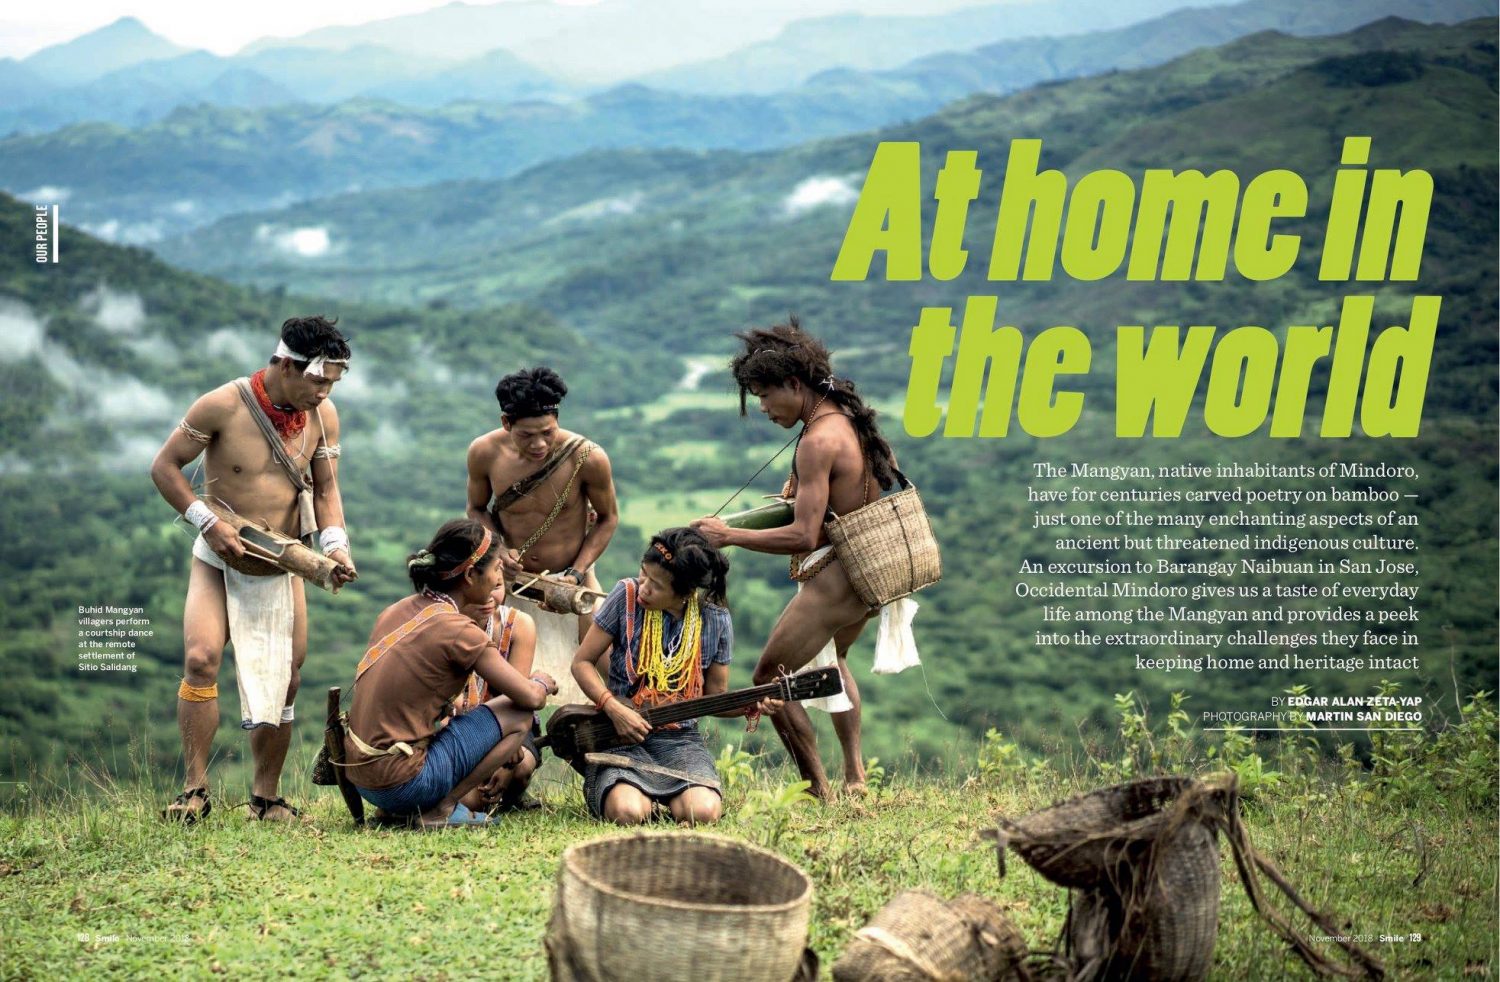 OUR PEOPLE
At home in
the world
The Mangyan, native inhabitants of Mindoro,
have for centuries carved poetry on bamboo —
just one of the many enchanting aspects of an
ancient but threatened indigenous culture.
An excursion to Barangay Naibuan in San Jose,
Occidental Mindoro gives us a taste of everyday
life among the Mangyan and provides a peek
into the extraordinary challenges they face in
keeping home and heritage intact
BY EDGAR ALAN ZETA-YAP
PHOTOGRAPHY BY MARTIN SAN DIEGO
Buhid Mangyan
villagers perform
a courtship dance
at the remote
settlement of
Sitio Salidang
128 Smile November 2018
November 2018 Smile 129